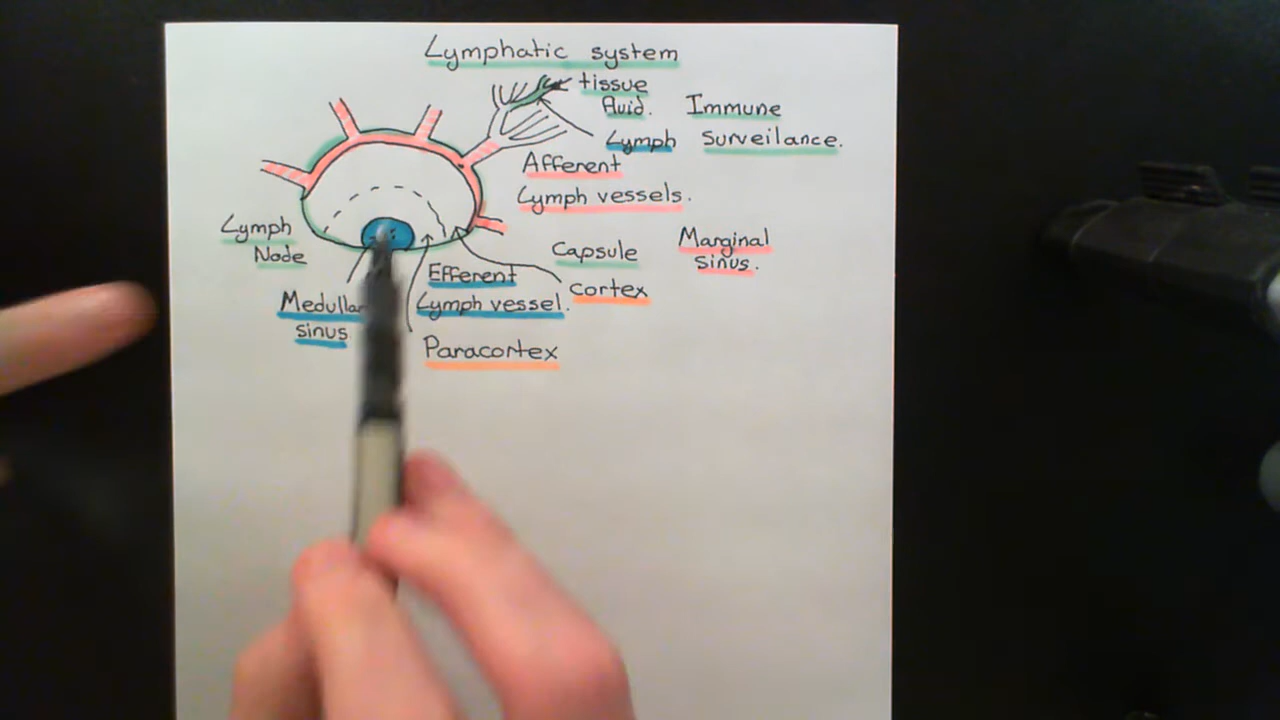 Lymphatic system
tissue
fluid.
Immune
Lymph
Surveilance.
Afferent
Lymph vessels.
Lymph
Node
Capsule
Marginal
sinus.
Efferent
Lymph vessel.
cortex
sinus
Paracortex